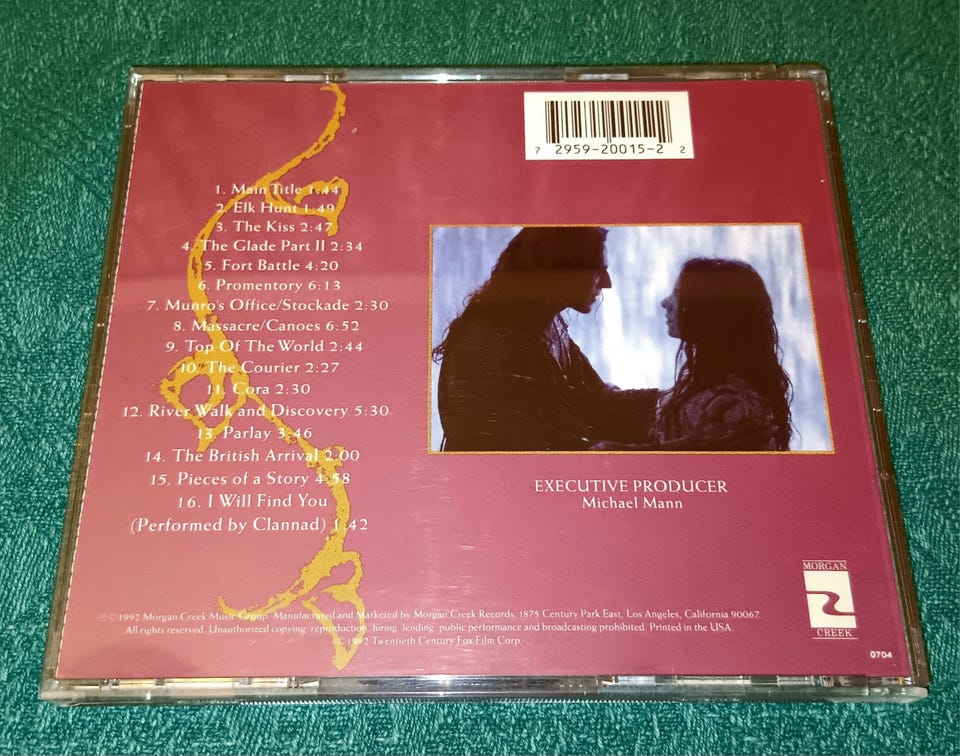 7 2959-20015-2 2
1. Main Title 1:44
2. Elk Hunt 1:49
3. The Kiss 2:47
4. The Glade Part II 2:34
5. Fort Battle 4:20
6. Promentory 6:13
7. Munro's Office/Stockade 2:30
8. Massacre/Canoes 6:52
9. Top Of The World 2:44
10. The Courier 2:27
11. Cora 2:30
12. River Walk and Discovery 5:30
13. Parlay 3:46
14. The British Arrival 2:00
15. Pieces of a Story 4:58
16. I Will Find You
(Performed by Clannad) 1:42
EXECUTIVE PRODUCER
Michael Mann
MORGAN
CREEK
℗©1992 Morgan Creek Music Group. Manufactured and Marketed by Morgan Creek Records, 1875 Century Park East, Los Angeles, California 90067.
All rights reserved. Unauthorized copying, reproduction, hiring, lending, public performance and broadcasting prohibited. Printed in the USA.
1992 Twentieth Century Fox Film Corp.
0704